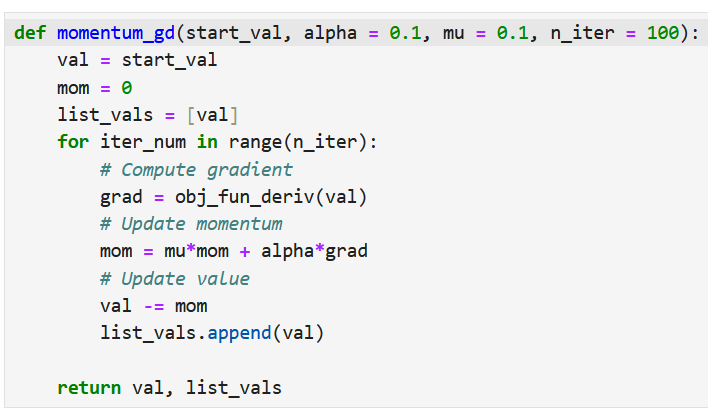 def momentum_gd(start_val, alpha = 0.1, mu = 0.1, n_iter = 100):
    val = start_val
    mom = 0
    list_vals = [val]
    for iter_num in range(n_iter):
        # Compute gradient
        grad = obj_fun_deriv(val)
        # Update momentum
        mom = mu*mom + alpha*grad
        # Update value
        val -= mom
        list_vals.append(val)

    return val, list_vals